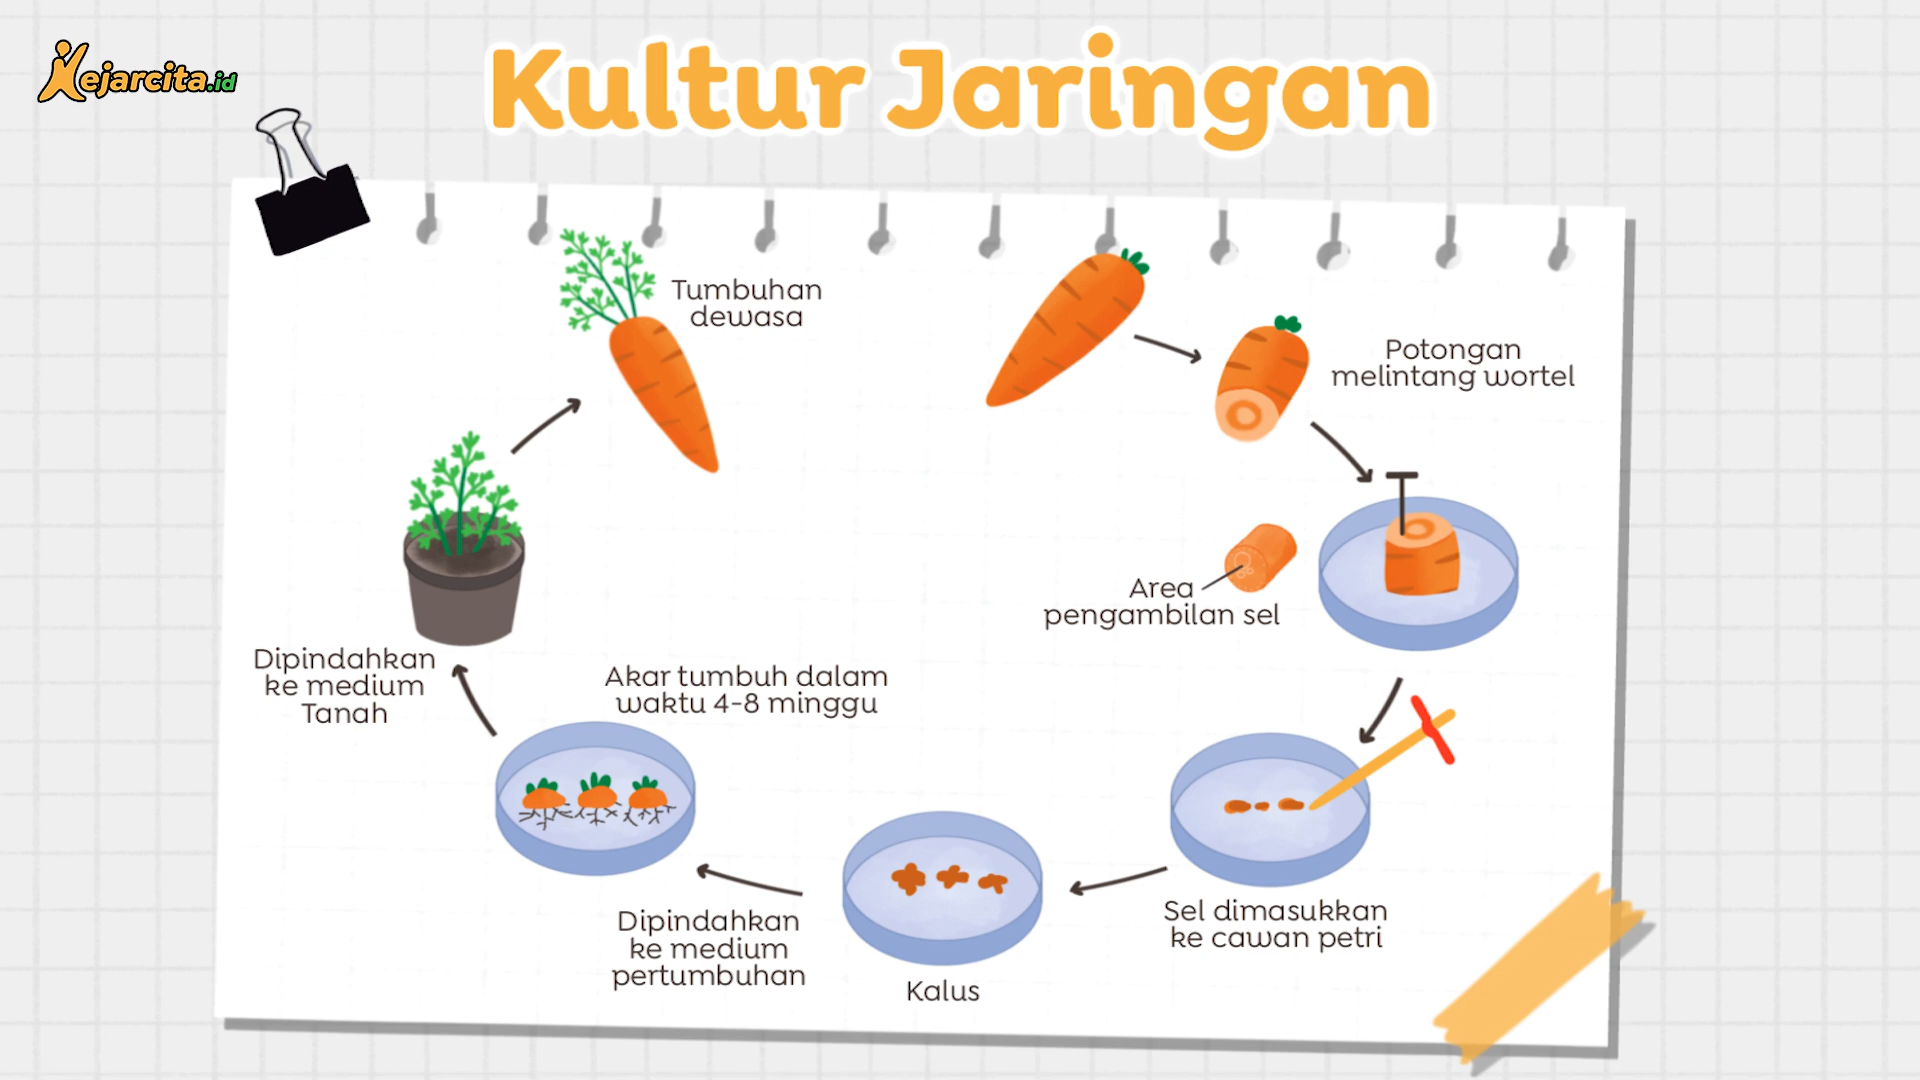 Kejarcita.id
Kultur Jaringan
Tumbuhan
dewasa
Potongan
melintang wortel
Area
pengambilan sel
Dipindahkan
ke medium
Tanah
Akar tumbuh dalam
waktu 4-8 minggu
Sel dimasukkan
ke cawan petri
Dipindahkan
ke medium
pertumbuhan
Kalus